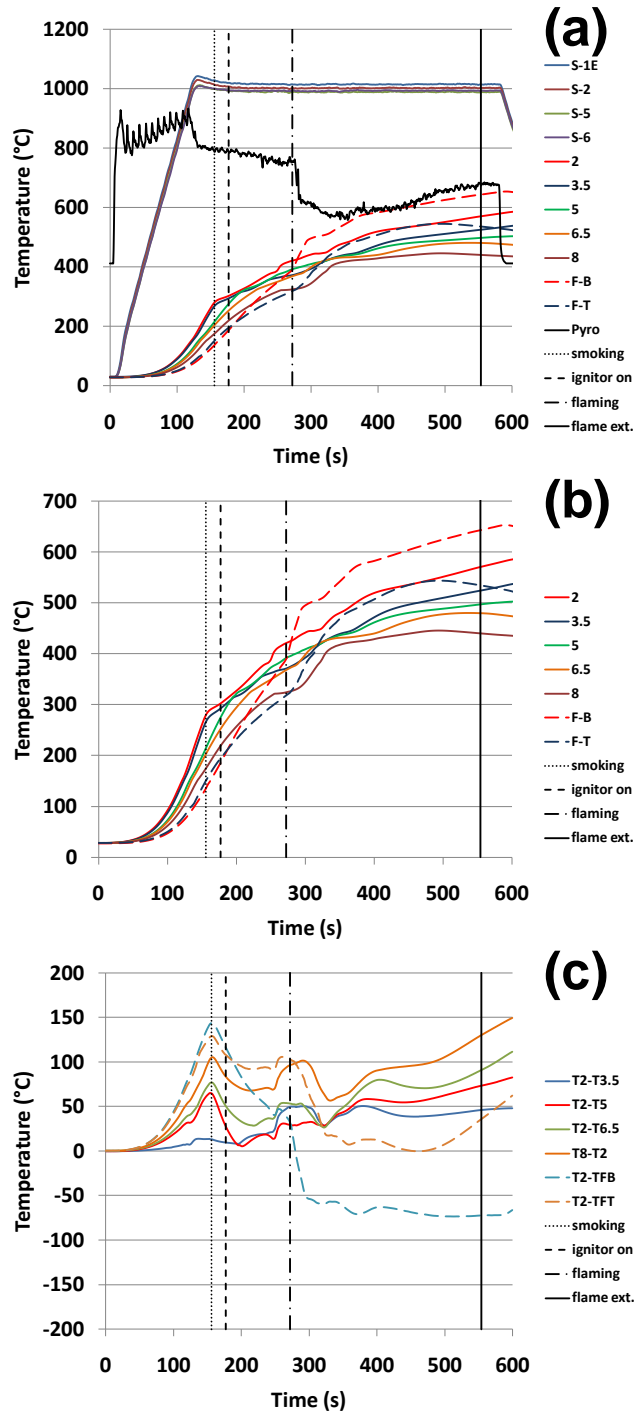 (a)
1200
1000
800
600
400
200
0
Temperature (°C)
0 100 200 300 400 500 600
Time (s)
S-1E
S-2
S-5
S-6
2
3.5
5
6.5
8
F-B
F-T
Pyro
smoking
ignitor on
flaming
flame ext.
(b)
700
600
500
400
300
200
100
0
Temperature (°C)
0 100 200 300 400 500 600
Time (s)
2
3.5
5
6.5
8
F-B
F-T
smoking
ignitor on
flaming
flame ext.
(c)
200
150
100
50
0
-50
-100
-150
-200
Temperature (°C)
0 100 200 300 400 500 600
Time (s)
T2-T3.5
T2-T5
T2-T6.5
T8-T2
T2-TFB
T2-TFT
smoking
ignitor on
flaming
flame ext.